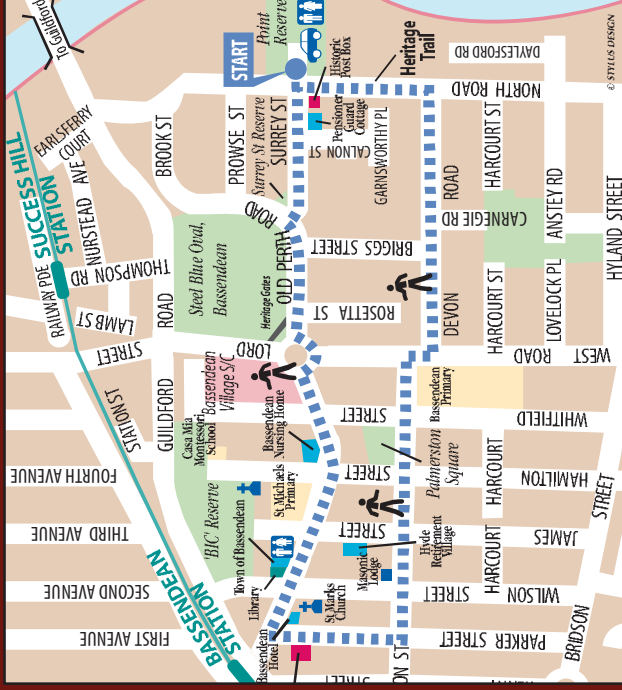 To Guildford
Point
Reserve
START
Historic
Post Box
Heritage
Trail
DAYLESFORD RD
NORTH ROAD
© STYLUS DESIGN
EARLSFERRY
COURT
BROOK ST
PROWSE ST
Surrey St Reserve
SURREY ST
Pensioner
Guard
Cottage
CALNON ST
GARNSWORTHY PL
HARCOURT ST
SUCCESS HILL
STATION
NURSTEAD AVE
THOMPSON RD
RAILWAY PDE
LAMB ST
Steel Blue Oval,
Bassendean
ROAD
OLD PERTH
Heritage Gates
BRIGGS STREET
ROSETTA ST
ROAD
DEVON
CARNEGIE RD
ANSTEY RD
HYLAND STREET
HARCOURT ST
LOVELOCK PL
STREET
LORD
ROAD
GUILDFORD
WEST ROAD
STATION ST
Bassendean
Village S/C
Casa Mia
Montessori
School
Bassendean
Nursing Home
STREET
Bassendean
Primary
WHITFIELD
FOURTH AVENUE
'BIC' Reserve
St Michaels
Primary
STREET
Palmerston
Square
HARCOURT
HAMILTON
STREET
THIRD AVENUE
Town of Bassendean
STREET
Hyde
Retirement
Village
Masonic
Lodge
HARCOURT
JAMES
SECOND AVENUE
Library
St Marks
Church
STREET
WILSON
BASSENDEAN
STATION
FIRST AVENUE
Bassendean
Hotel
PARKER STREET
BRIDSON
ON ST
STREET